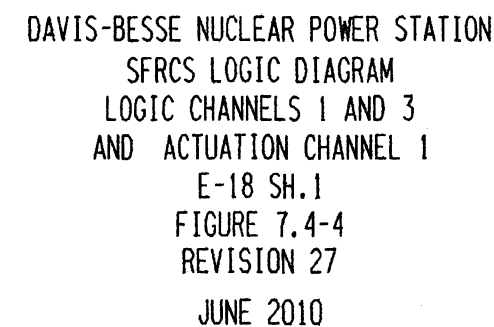 DAVIS-BESSE NUCLEAR POWER STATION
SFRCS LOGIC DIAGRAM
LOGIC CHANNELS 1 AND 3
AND ACTUATION CHANNEL 1
E-18 SH.1
FIGURE 7.4-4
REVISION 27
JUNE 2010